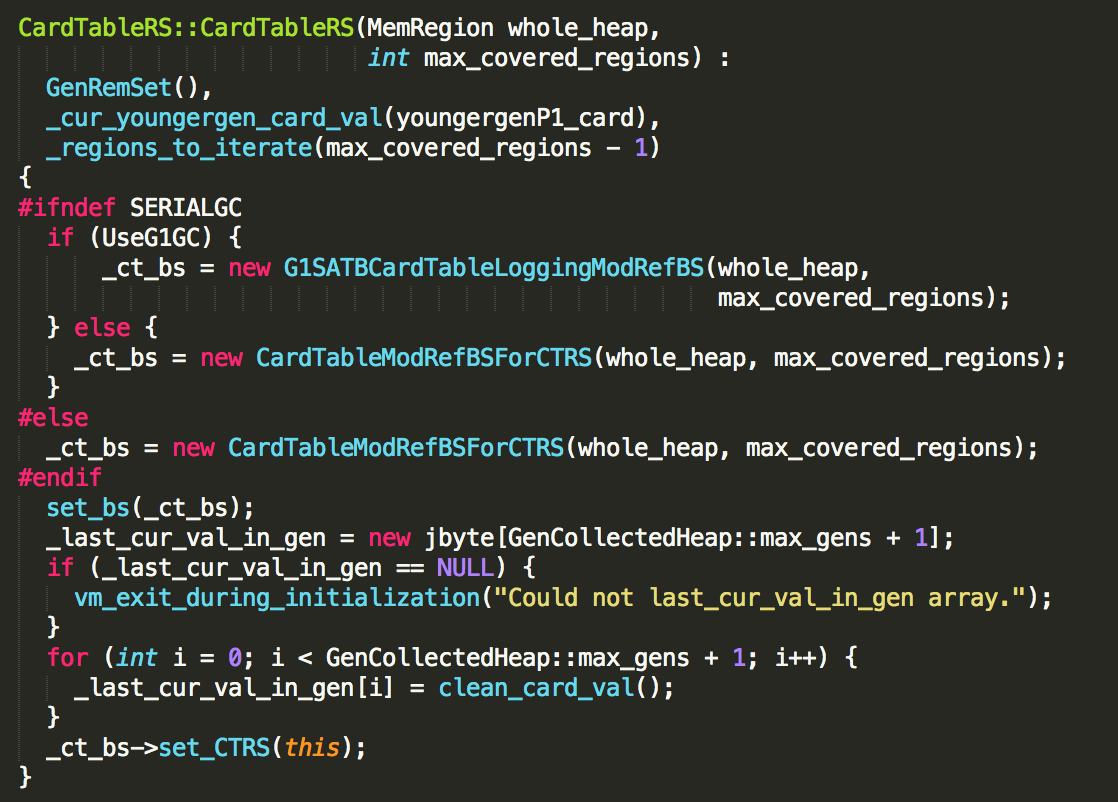 CardTableRS::CardTableRS(MemRegion whole_heap,
                         int max_covered_regions) :
  GenRemSet(),
  _cur_youngergen_card_val(youngergenP1_card),
  _regions_to_iterate(max_covered_regions - 1)
{
#ifndef SERIALGC
  if (UseG1GC) {
      _ct_bs = new G1SATBCardTableLoggingModRefBS(whole_heap,
                                                  max_covered_regions);
  } else {
    _ct_bs = new CardTableModRefBSForCTRS(whole_heap, max_covered_regions);
  }
#else
  _ct_bs = new CardTableModRefBSForCTRS(whole_heap, max_covered_regions);
#endif
  set_bs(_ct_bs);
  _last_cur_val_in_gen = new jbyte[GenCollectedHeap::max_gens + 1];
  if (_last_cur_val_in_gen == NULL) {
    vm_exit_during_initialization("Could not last_cur_val_in_gen array.");
  }
  for (int i = 0; i < GenCollectedHeap::max_gens + 1; i++) {
    _last_cur_val_in_gen[i] = clean_card_val();
  }
  _ct_bs->set_CTRS(this);
}